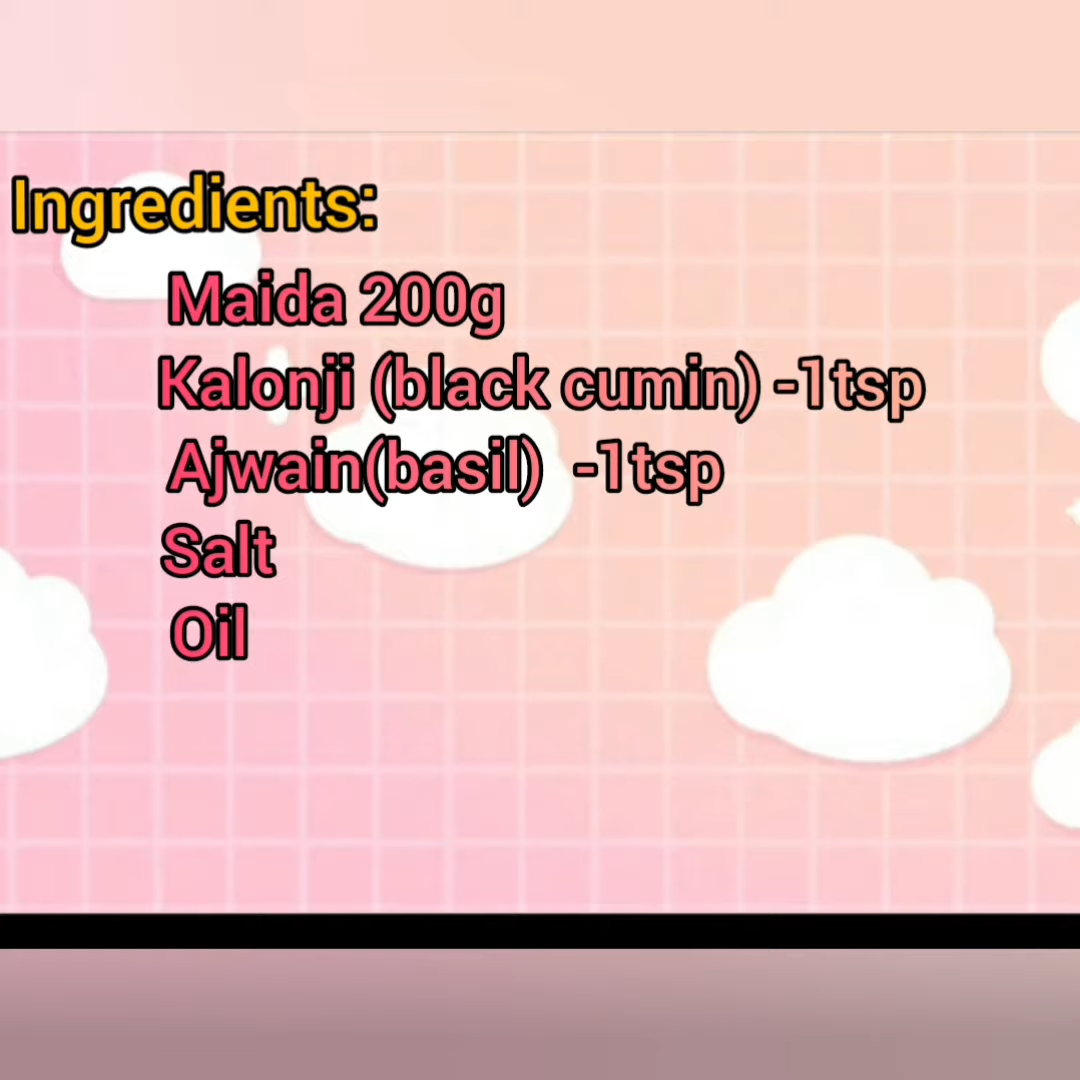 Ingredients:
Maida 200g
Kalonji (black cumin) -1tsp
Ajwain(basil) -1tsp
Salt
Oil